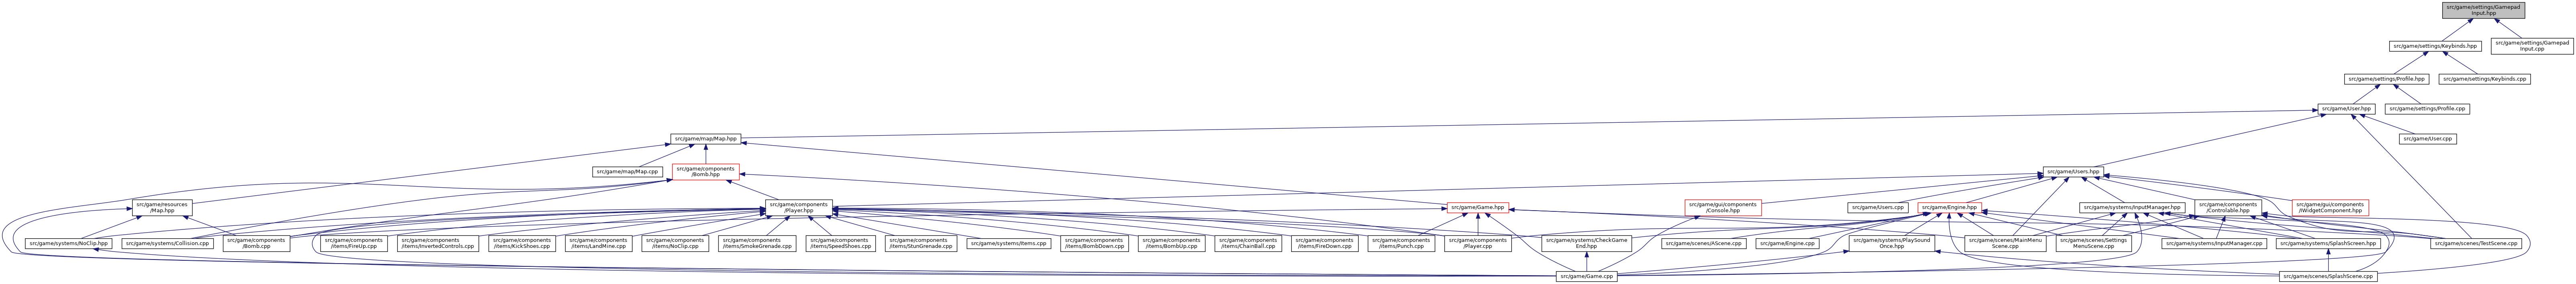 src/game/settings/Gamepad
Input.hpp
src/game/settings/Keybinds.hpp
src/game/settings/Gamepad
Input.cpp
src/game/settings/Profile.hpp
src/game/settings/Keybinds.cpp
src/game/User.hpp
src/game/settings/Profile.cpp
src/game/map/Map.hpp
src/game/User.cpp
src/game/map/Map.cpp
src/game/components
/Bomb.hpp
src/game/Users.hpp
src/game/resources
/Map.hpp
src/game/components
/Player.hpp
src/game/Game.hpp
src/game/gui/components
/Console.hpp
src/game/Users.cpp
src/game/Engine.hpp
src/game/systems/InputManager.hpp
src/game/components
/Controlable.hpp
src/game/gui/components
/WidgetComponent.hpp
src/game/systems/NoClip.hpp
src/game/systems/Collision.cpp
src/game/components
/Bomb.cpp
src/game/components
/items/FireUp.cpp
src/game/components
/items/InvertedControls.cpp
src/game/components
/items/KickShoes.cpp
src/game/components
/items/LandMine.cpp
src/game/components
/items/NoClip.cpp
src/game/components
/items/SmokeGrenade.cpp
src/game/components
/items/SpeedShoes.cpp
src/game/components
/items/StunGrenade.cpp
src/game/systems/Items.cpp
src/game/components
/items/BombDown.cpp
src/game/components
/items/BombUp.cpp
src/game/components
/items/ChainBall.cpp
src/game/components
/items/FireDown.cpp
src/game/components
/items/Punch.cpp
src/game/components
/Player.cpp
src/game/systems/CheckGame
End.hpp
src/game/scenes/AScene.cpp
src/game/Engine.cpp
src/game/systems/PlaySound
Once.hpp
src/game/scenes/MainMenu
Scene.cpp
src/game/scenes/Settings
MenuScene.cpp
src/game/systems/InputManager.cpp
src/game/systems/SplashScreen.hpp
src/game/scenes/TestScene.cpp
src/game/Game.cpp
src/game/scenes/SplashScene.cpp